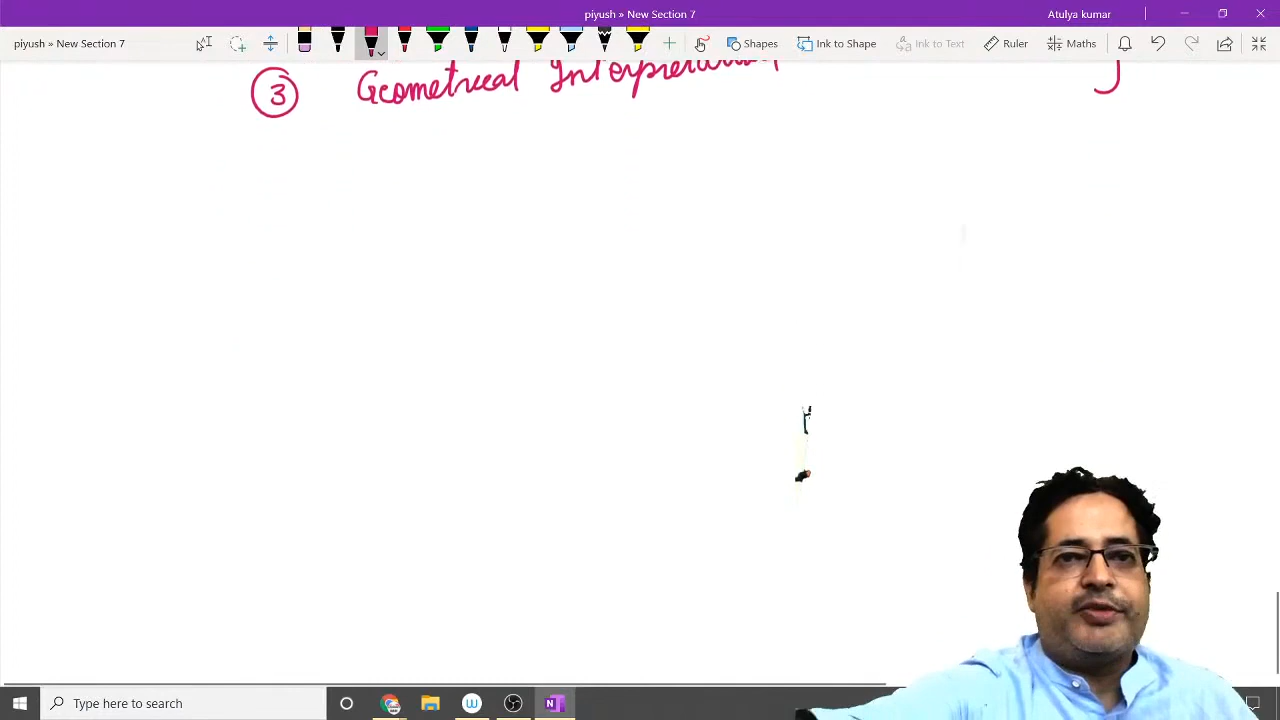 piyush » New Section 7
Atulya kumar
piyush » New Section 7
Shapes
Ink to Shape
Ink to Text
Ruler
Maths
3 Geometrical Interpretation
Type here to search